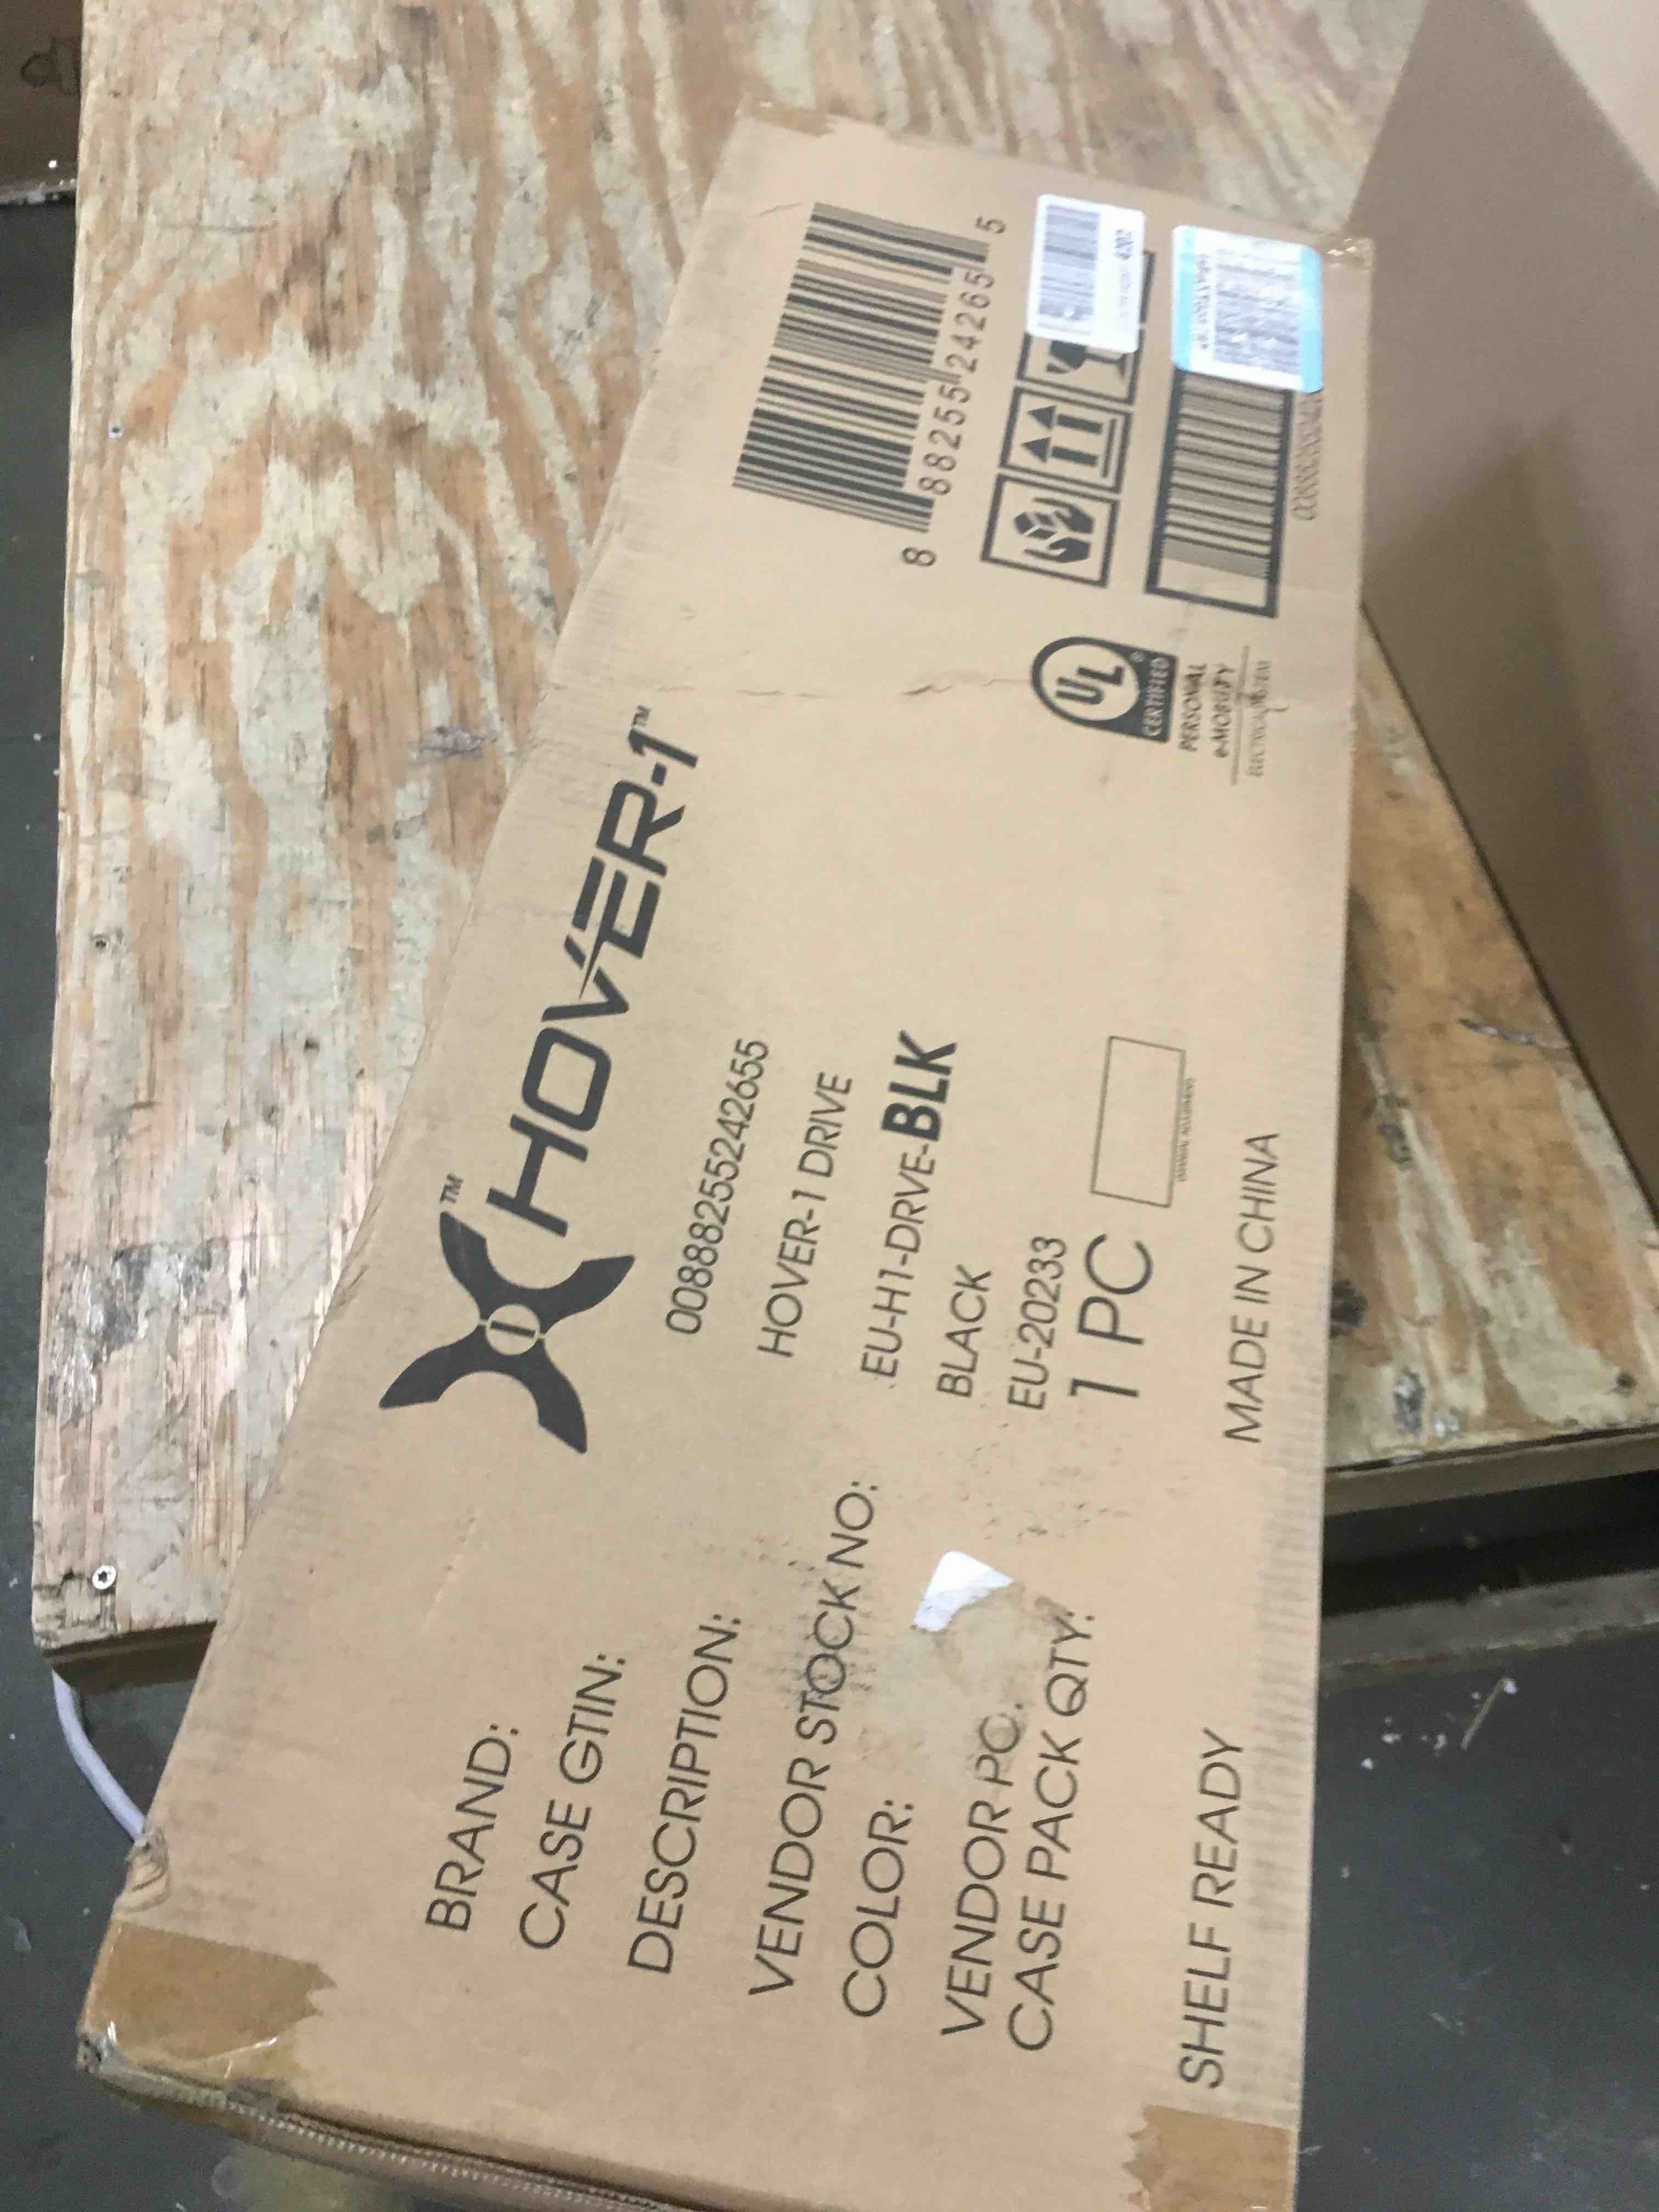 HOVER-1™
BRAND:
CASE GTIN: 00888255242655
DESCRIPTION: HOVER-1 DRIVE
VENDOR STOCK NO: EU-H1-DRVE-BLK
COLOR: BLACK
VENDOR PO. EU-20233
CASE PACK QTY: 1 PC
SHELF READY MADE IN CHINA
8 88255 24265 5
4202
UL
CERTIFIED
PERSONAL
e-MOBILITY